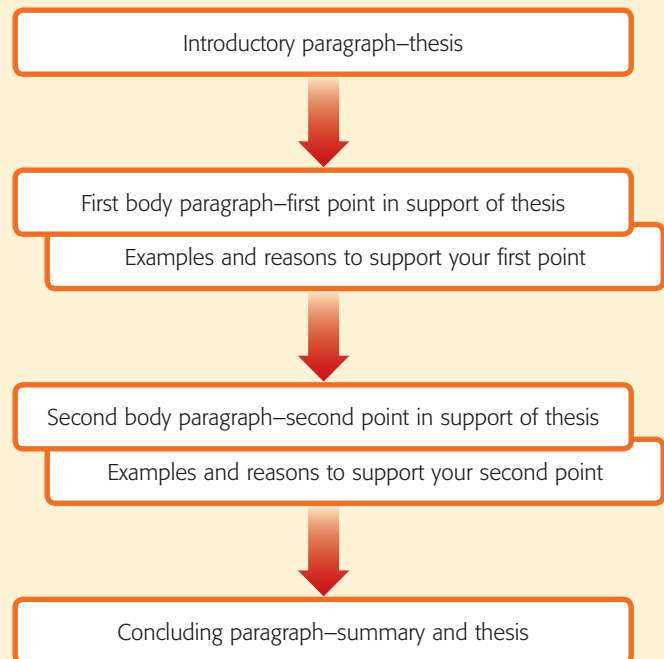 Introductory paragraph–thesis
First body paragraph–first point in support of thesis
Examples and reasons to support your first point
Second body paragraph–second point in support of thesis
Examples and reasons to support your second point
Concluding paragraph–summary and thesis